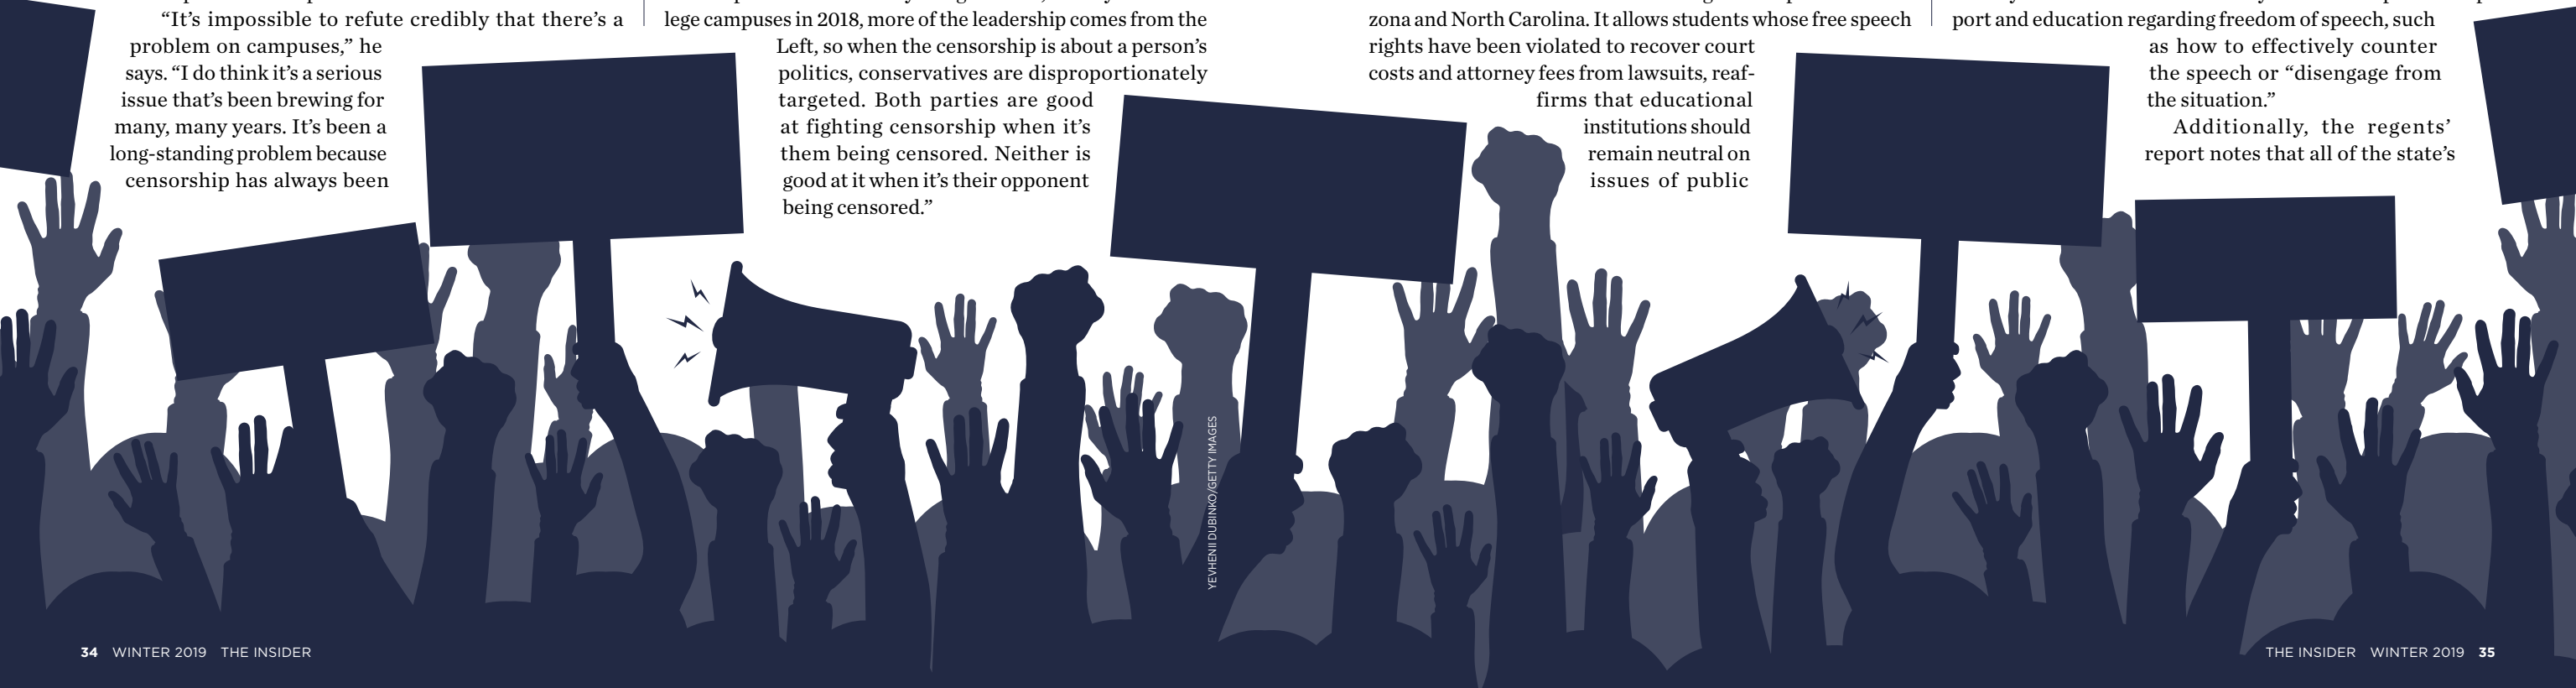 “It’s impossible to refute credibly that there’s a
problem on campuses,” he
says. “I do think it’s a serious
issue that’s been brewing for
many, many years. It’s been a
long-standing problem because
censorship has always been
lege campuses in 2018, more of the leadership comes from the
Left, so when the censorship is about a person’s
politics, conservatives are disproportionately
targeted. Both parties are good
at fighting censorship when it’s
them being censored. Neither is
good at it when it’s their opponent
being censored.”
zona and North Carolina. It allows students whose free speech
rights have been violated to recover court
costs and attorney fees from lawsuits, reaf-
firms that educational
institutions should
remain neutral on
issues of public
port and education regarding freedom of speech, such
as how to effectively counter
the speech or “disengage from
the situation.”
Additionally, the regents’
report notes that all of the state’s
YEVHENII DUBINKO/GETTY IMAGES
34 WINTER 2019 THE INSIDER
THE INSIDER WINTER 2019 35